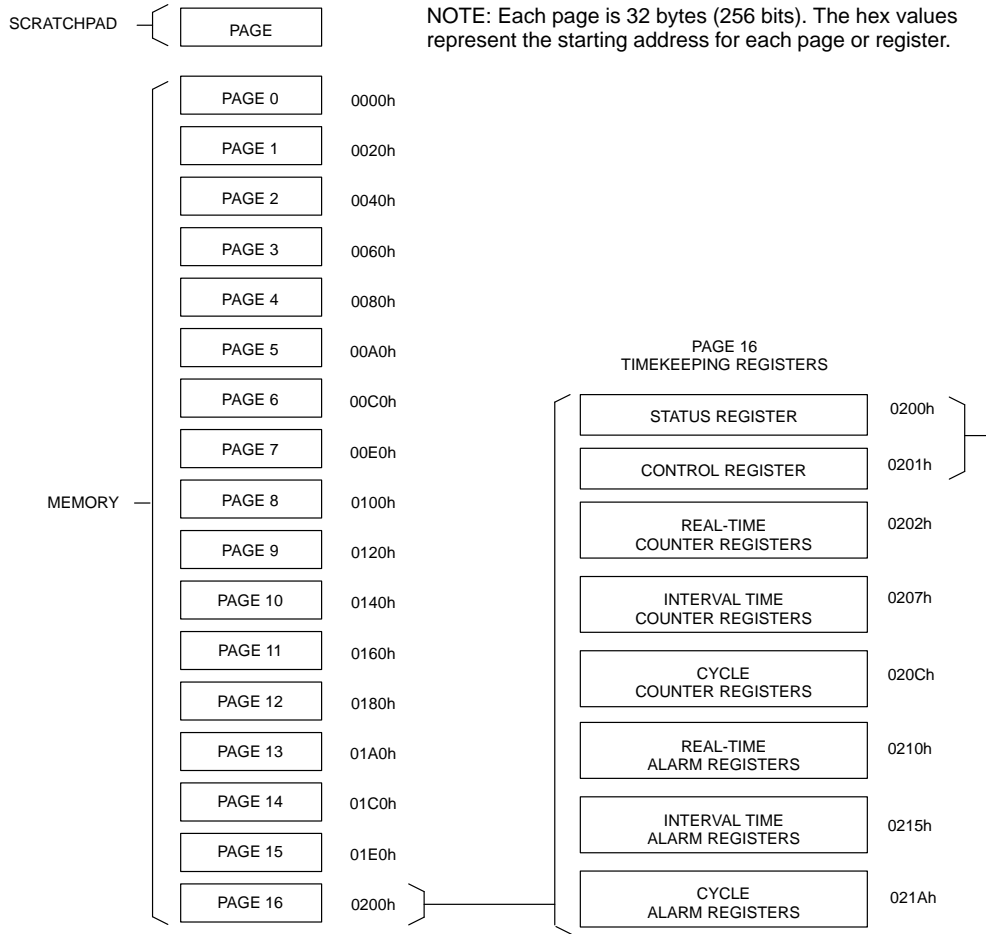 SCRATCHPAD
PAGE
NOTE: Each page is 32 bytes (256 bits). The hex values
represent the starting address for each page or register.
MEMORY
PAGE 0 0000h
PAGE 1 0020h
PAGE 2 0040h
PAGE 3 0060h
PAGE 4 0080h
PAGE 5 00A0h
PAGE 6 00C0h
PAGE 7 00E0h
PAGE 8 0100h
PAGE 9 0120h
PAGE 10 0140h
PAGE 11 0160h
PAGE 12 0180h
PAGE 13 01A0h
PAGE 14 01C0h
PAGE 15 01E0h
PAGE 16 0200h
PAGE 16
TIMEKEEPING REGISTERS
STATUS REGISTER 0200h
CONTROL REGISTER 0201h
REAL-TIME 0202h
COUNTER REGISTERS
INTERVAL TIME 0207h
COUNTER REGISTERS
CYCLE 020Ch
COUNTER REGISTERS
REAL-TIME 0210h
ALARM REGISTERS
INTERVAL TIME 0215h
ALARM REGISTERS
CYCLE 021Ah
ALARM REGISTERS